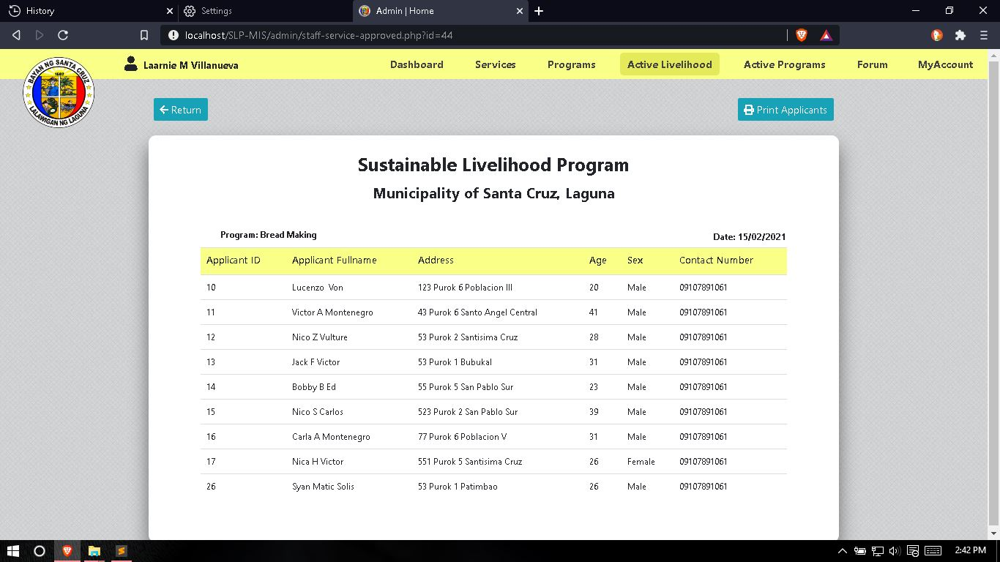 History
Settings
Admin | Home
localhost/SLP-MIS/admin/staff-service-approved.php?id=44
BAYAN NG SANTA CRUZ
1602
LALAWIGAN NG LAGUNA
Laarnie M Villanueva
Dashboard Services Programs Active Livelihood Active Programs Forum MyAccount
Return
Print Applicants
Sustainable Livelihood Program
Municipality of Santa Cruz, Laguna
Program: Bread Making
Date: 15/02/2021
Applicant ID Applicant Fullname Address Age Sex Contact Number
10 Lucenzo Von 123 Purok 6 Poblacion III 20 Male 09107891061
11 Victor A Montenegro 43 Purok 6 Santo Angel Central 41 Male 09107891061
12 Nico Z Vulture 53 Purok 2 Santisima Cruz 28 Male 09107891061
13 Jack F Victor 53 Purok 1 Bubukal 31 Male 09107891061
14 Bobby B Ed 55 Purok 5 San Pablo Sur 23 Male 09107891061
15 Nico S Carlos 523 Purok 2 San Pablo Sur 39 Male 09107891061
16 Carla A Montenegro 77 Purok 6 Poblacion V 31 Male 09107891061
17 Nica H Victor 551 Purok 5 Santisima Cruz 26 Female 09107891061
26 Syan Matic Solis 53 Purok 1 Patimbao 26 Male 09107891061
2:42 PM